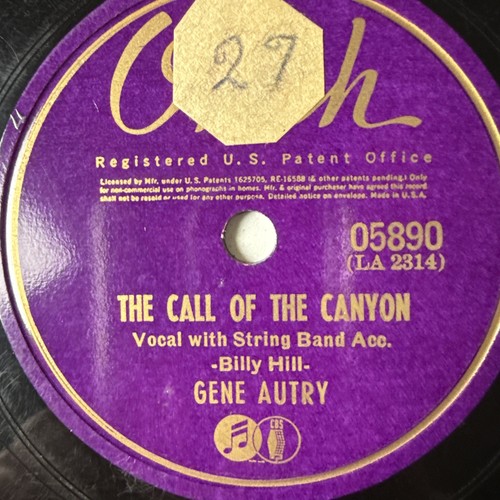 29
Registered U. S. Patent Office
Licensed by Mfr. under U. S. Patents 1625705, RE-16588 (& other patents pending.) Only
for non-commercial use on phonographs in homes. Mfr. & original purchaser have agreed this record
shall not be resold or used for any other purpose. Detailed notice on envelope. Made in U.S.A.
05890
(LA 2314)
THE CALL OF THE CANYON
Vocal with String Band Acc.
-Billy Hill-
GENE AUTRY
CBS